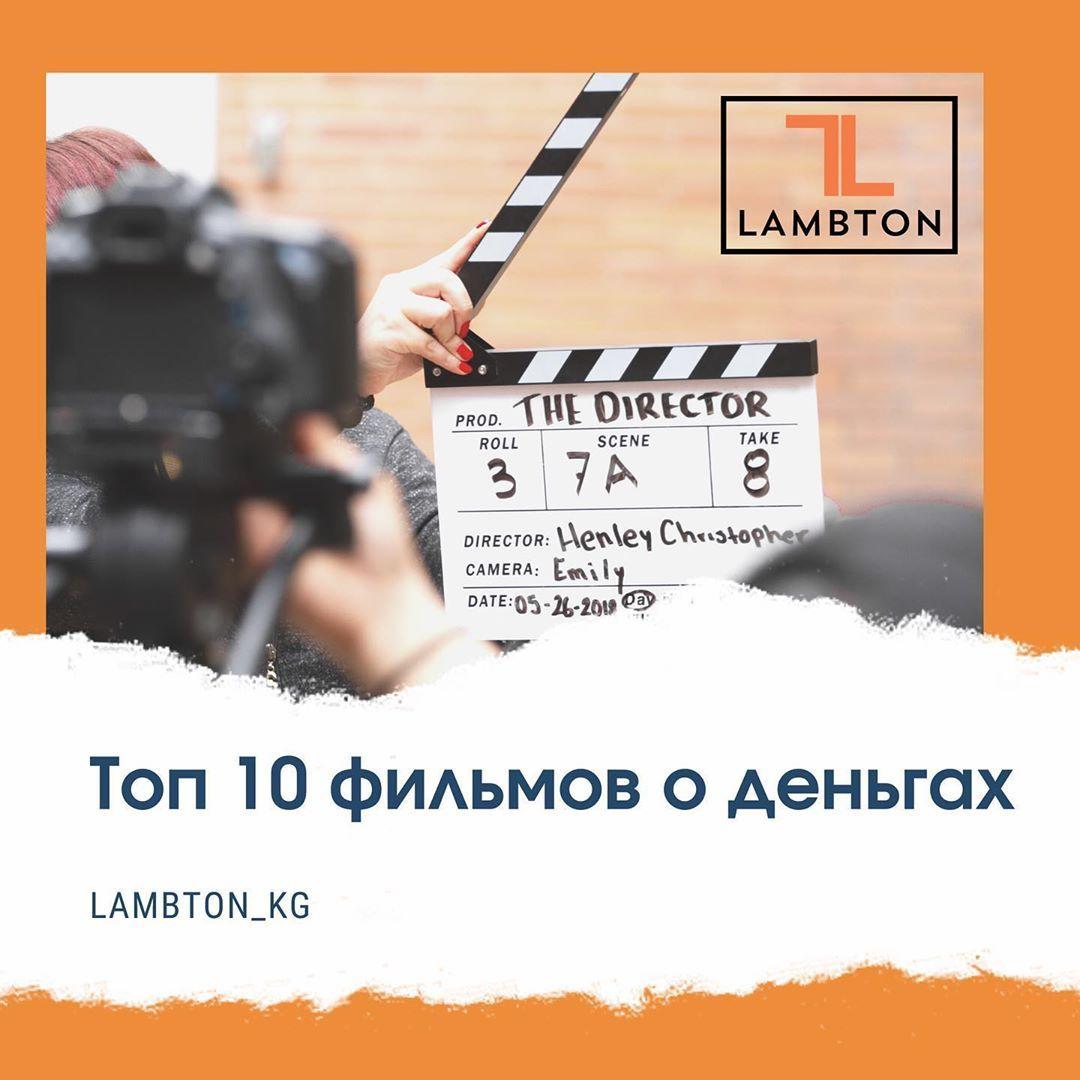 LAMBTON
PROD. THE DIRECTOR
ROLL SCENE TAKE
3 7A 8
DIRECTOR: Henley Christopher
CAMERA: Emily
DATE: 05-26-2018 Day
Топ 10 фильмов о деньгах
LAMBTON_KG